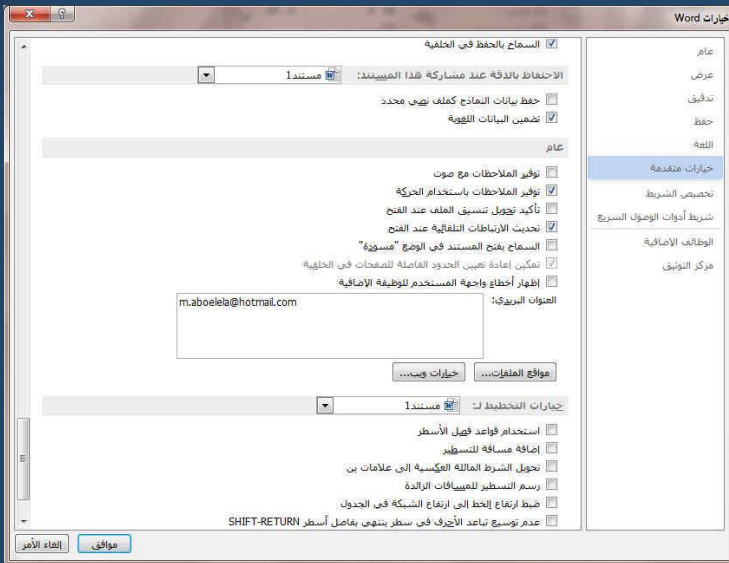 خيارات Word
عام
عرض
تدقيق
حفظ
اللغة
خيارات متقدمة
تخصيص الشريط
شريط أدوات الوصول السريع
الوظائف الإضافية
مركز التوثيق
السماح بالحفظ في الخلفية
الاحتفاظ بالدقة عند مشاركة هذا المستند: مستند1
حفظ بيانات النماذج كملف نصي محدد
تضمين البيانات اللغوية
عام
توفير الملاحظات مع صوت
توفير الملاحظات باستخدام الحركة
تأكيد تحويل تنسيق الملف عند الفتح
تحديث الارتباطات التلقائية عند الفتح
السماح بفتح المستند في الوضع "مسودة"
تمكين إعادة تعيين الحدود الفاصلة للصفحات في الخلفية
إظهار أخطاء واجهة المستخدم للوظيفة الإضافية
العنوان البريدي: m.aboelela@hotmail.com
مواقع الملفات... خيارات ويب...
خيارات التخطيط لـ: مستند1
استخدام قواعد فصل الأسطر
إضافة مسافة للتسطير
تحويل الشرط المائلة العكسية إلى علامات ين
رسم التسطير للمسافات الزائدة
ضبط ارتفاع الخط إلى ارتفاع الشبكة في الجدول
عدم توسيع تباعد الأحرف في سطر ينتهي بفاصل أسطر SHIFT-RETURN
موافق إلغاء الأمر